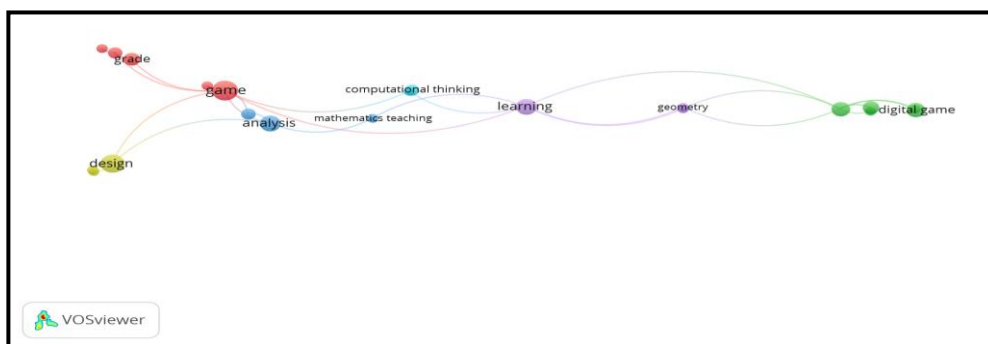 grade
game
computational thinking
learning
geometry
digital game
mathematics teaching
analysis
design
VOSviewer